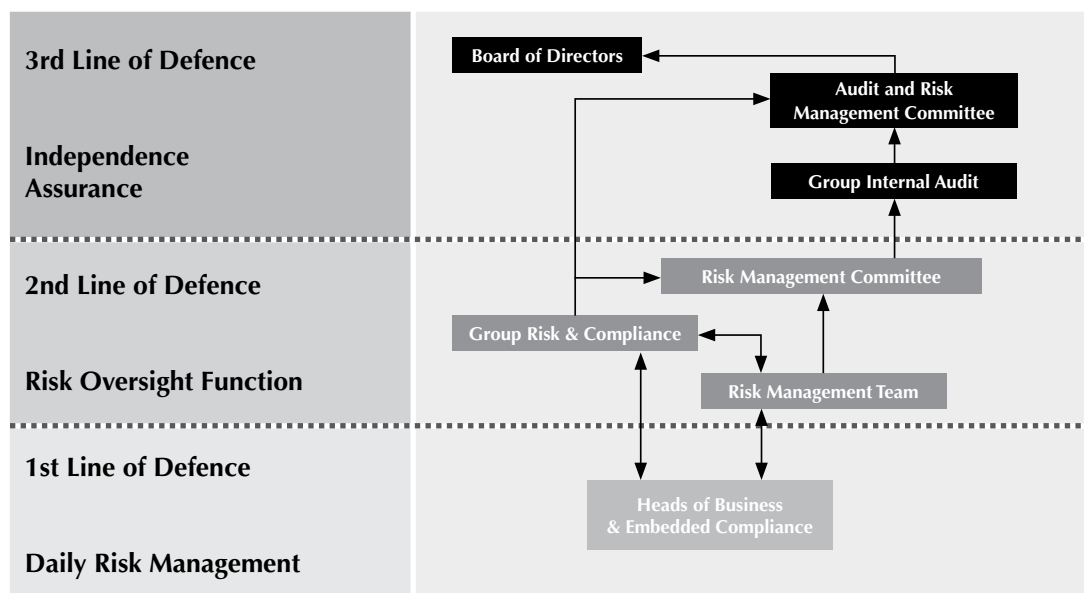 3rd Line of Defence
Independence
Assurance
Board of Directors
Audit and Risk
Management Committee
Group Internal Audit
2nd Line of Defence
Risk Oversight Function
Risk Management Committee
Group Risk & Compliance
Risk Management Team
1st Line of Defence
Daily Risk Management
Heads of Business
& Embedded Compliance